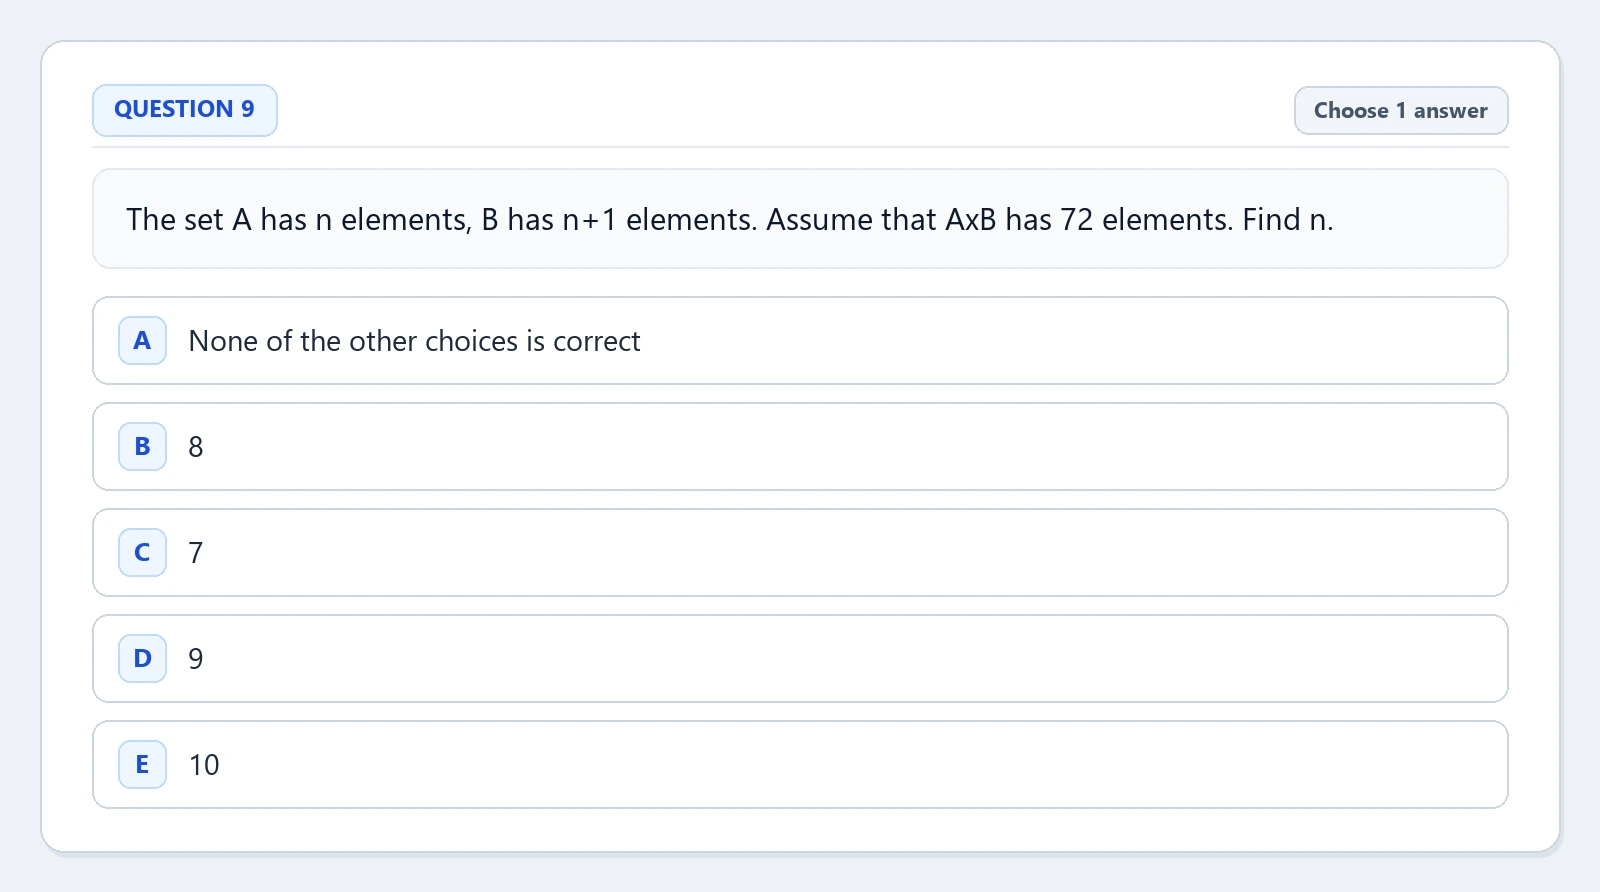 QUESTION 9
Choose 1 answer
The set A has n elements, B has n+1 elements. Assume that AxB has 72 elements. Find n.
A None of the other choices is correct
B 8
C 7
D 9
E 10